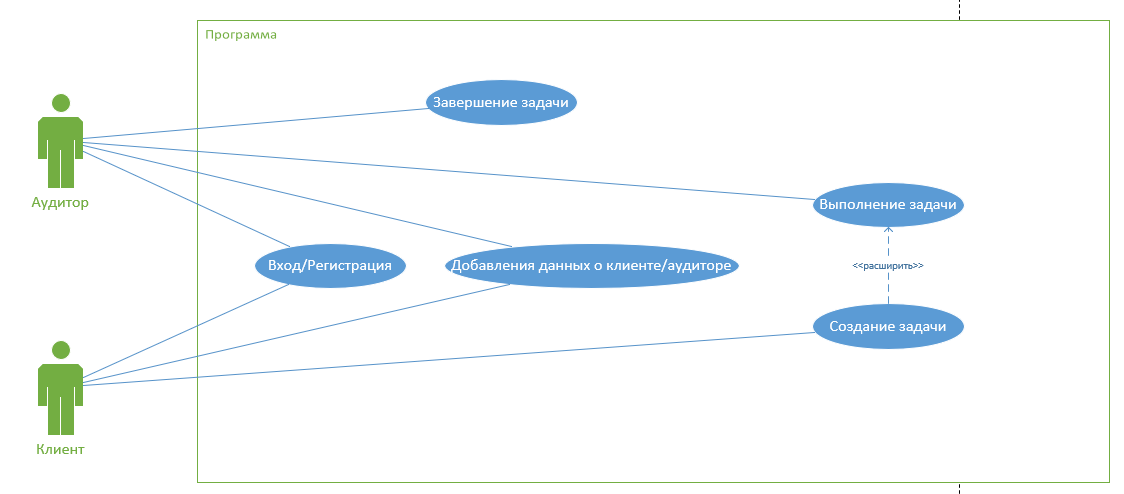 Программа
Завершение задачи
Аудитор
Выполнение задачи
Вход/Регистрация
Добавления данных о клиенте/аудиторе
<<расширить>>
Создание задачи
Клиент